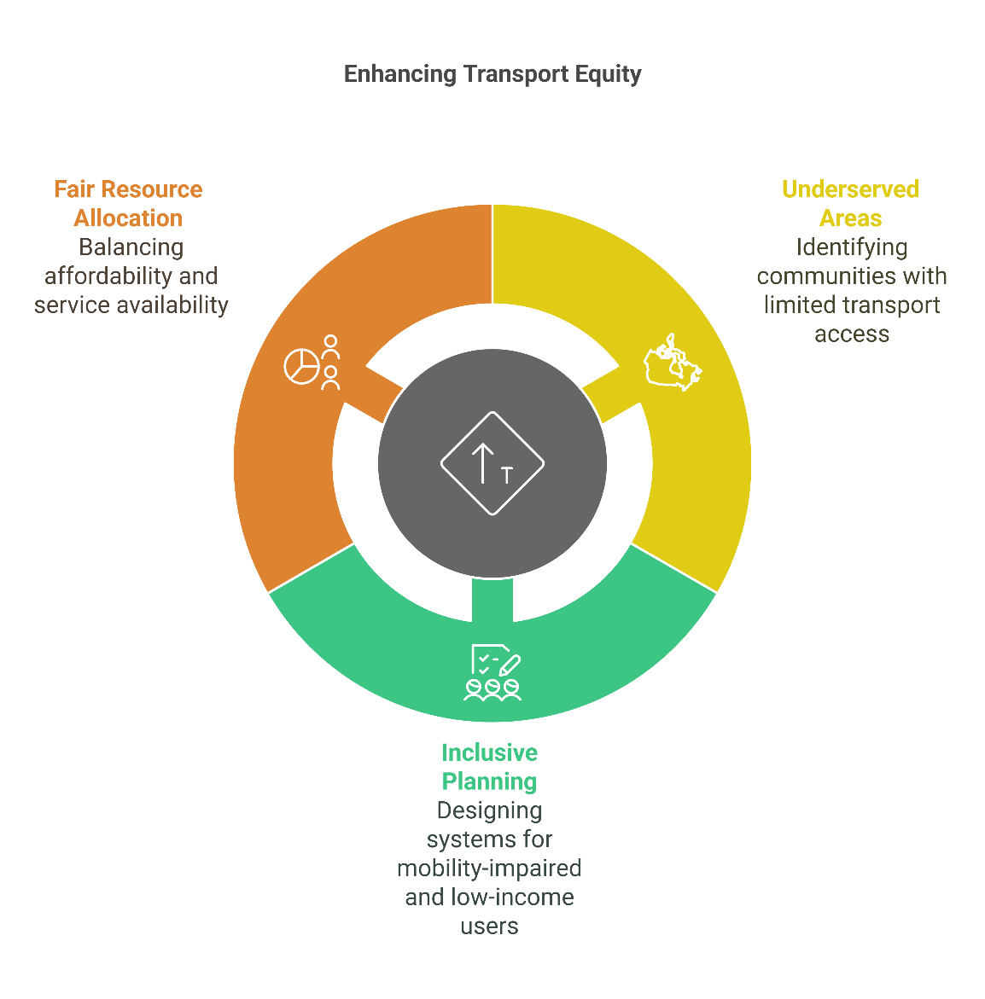 Enhancing Transport Equity
Fair Resource
Allocation
Balancing
affordability and
service availability
Underserved
Areas
Identifying
communities with
limited transport
access
T
Inclusive
Planning
Designing
systems for
mobility-impaired
and low-income
users